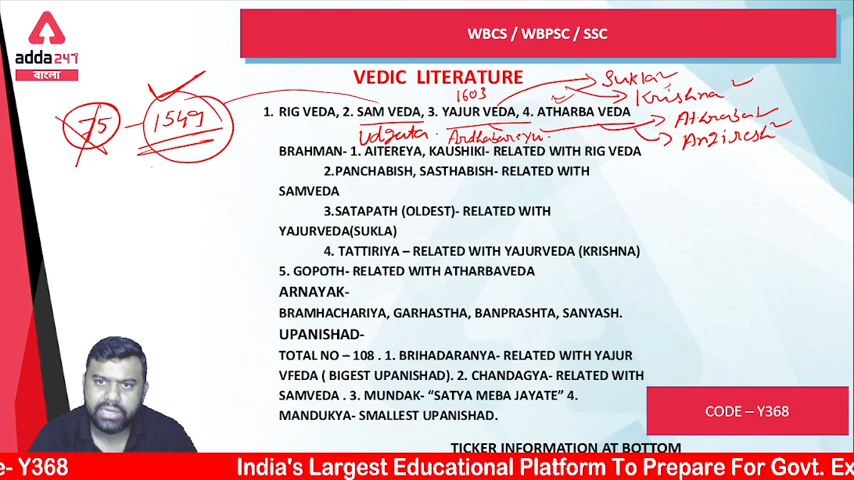 WBCS / WBPSC / SSC
adda247
বাংলা
VEDIC LITERATURE
Sukla
1603
Krishna
75
1549
1. RIG VEDA, 2. SAM VEDA, 3. YAJUR VEDA, 4. ATHARBA VEDA
Udgata
BRAHMAN- 1. AITEREYA, KAUSHIKI- RELATED WITH RIG VEDA
2.PANCHABISH, SASTHABISH- RELATED WITH
SAMVEDA
3.SATAPATH (OLDEST)- RELATED WITH
YAJURVEDA(SUKLA)
4. TATTIRIYA – RELATED WITH YAJURVEDA (KRISHNA)
5. GOPOTH- RELATED WITH ATHARBAVEDA
ARNAYAK-
BRAMHACHARIYA, GARHASTHA, BANPRASHTA, SANYASH.
UPANISHAD-
TOTAL NO – 108 . 1. BRIHADARANYA- RELATED WITH YAJUR
VFEDA ( BIGEST UPANISHAD). 2. CHANDAGYA- RELATED WITH
SAMVEDA . 3. MUNDAK- “SATYA MEBA JAYATE” 4.
MANDUKYA- SMALLEST UPANISHAD.
CODE – Y368
TICKER INFORMATION AT BOTTOM
e- Y368 India's Largest Educational Platform To Prepare For Govt. Ex